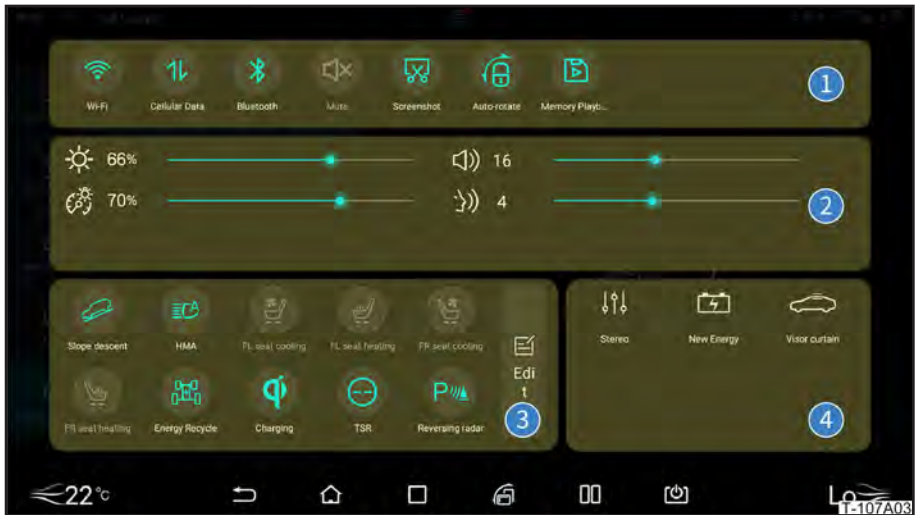 Wi-Fi Cellular Data Bluetooth Mute Screenshot Auto-rotate Memory Playb...
1
66% 16
70% 4
2
Slope descent HMA FL seat cooling FL seat heating FR seat cooling
Edi
t
FR seat heating Energy Recycle Charging TSR Reversing radar
3
Stereo New Energy Visor curtain
4
22°C Lo
T-107A03